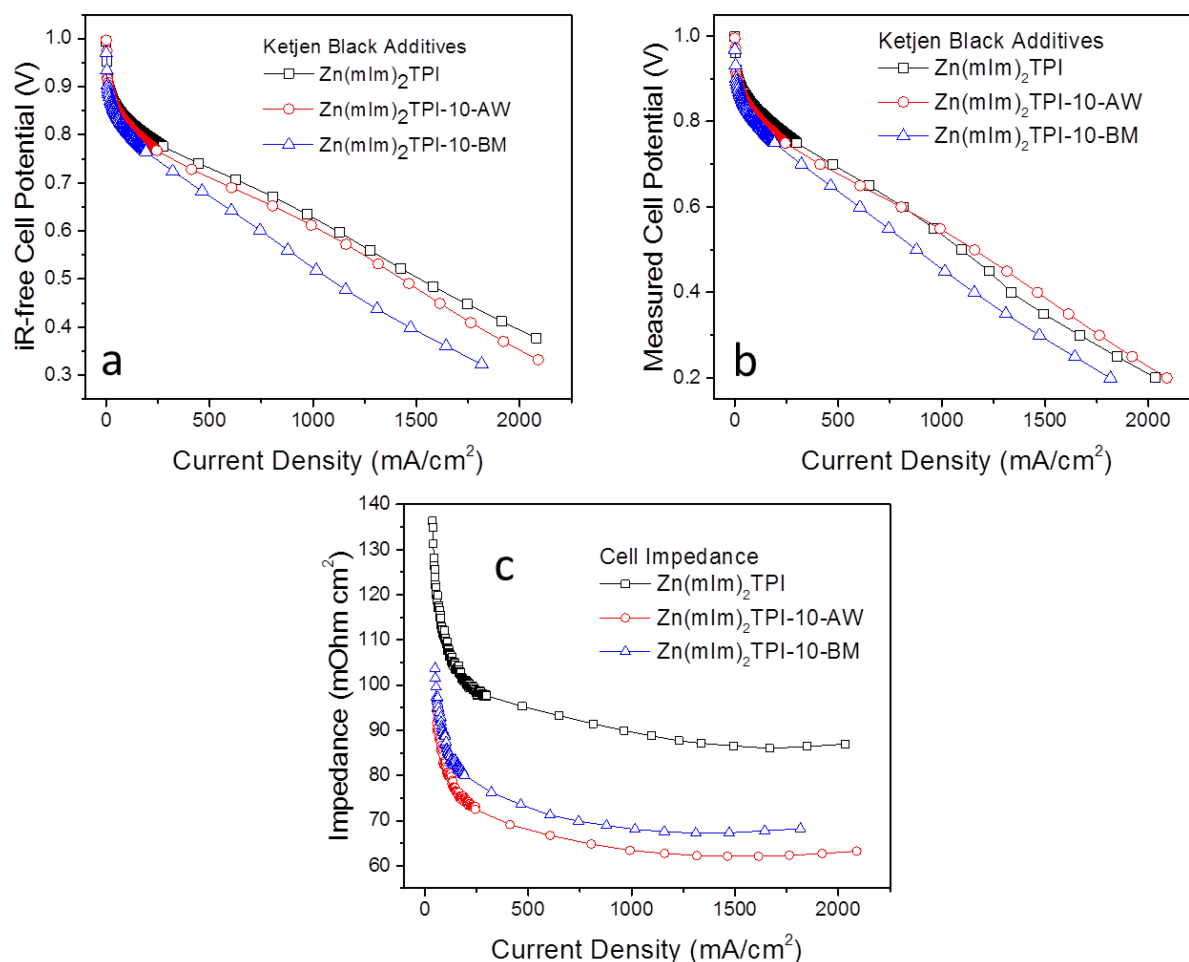 iR-free Cell Potential (V)
1.0
0.9
0.8
0.7
0.6
0.5
0.4
0.3
Ketjen Black Additives
Zn(mIm)₂TPI
Zn(mIm)₂TPI-10-AW
Zn(mIm)₂TPI-10-BM
a
0 500 1000 1500 2000
Current Density (mA/cm²)
Measured Cell Potential (V)
1.0
0.8
0.6
0.4
0.2
Ketjen Black Additives
Zn(mIm)₂TPI
Zn(mIm)₂TPI-10-AW
Zn(mIm)₂TPI-10-BM
b
0 500 1000 1500 2000
Current Density (mA/cm²)
Impedance (mOhm cm²)
140
130
120
110
100
90
80
70
60
c
Cell Impedance
Zn(mIm)₂TPI
Zn(mIm)₂TPI-10-AW
Zn(mIm)₂TPI-10-BM
0 500 1000 1500 2000
Current Density (mA/cm²)